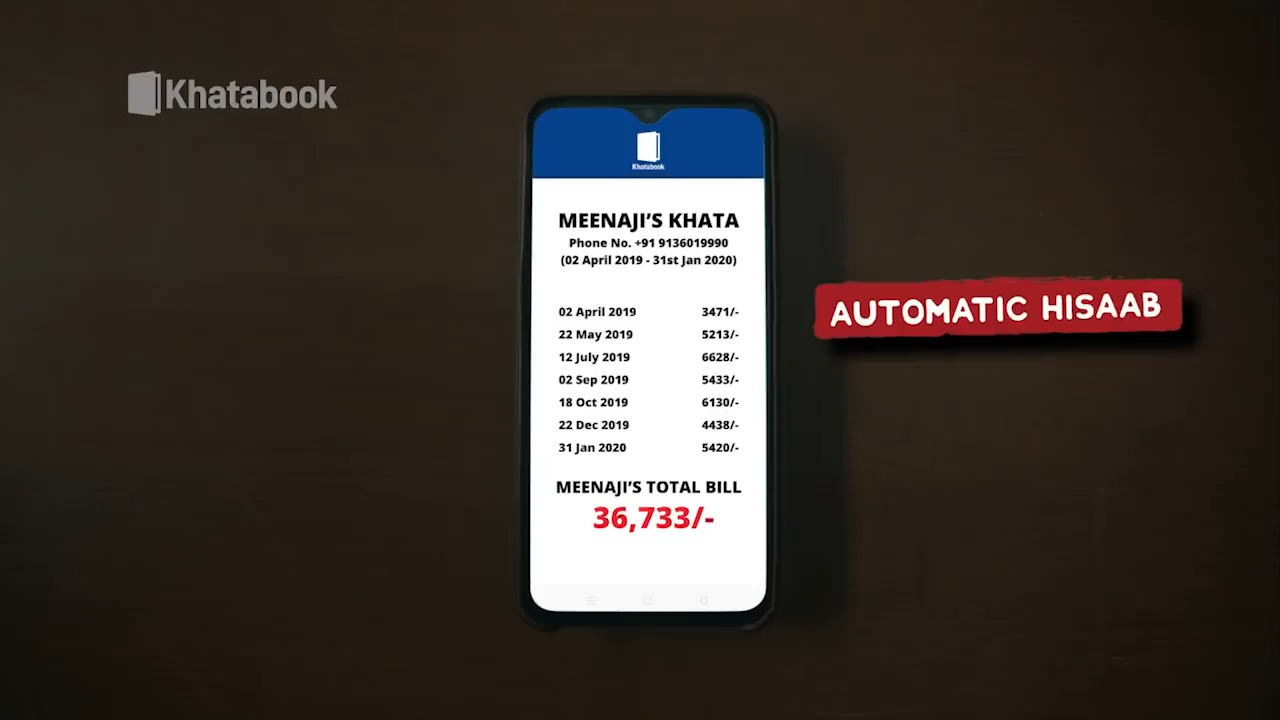 Khatabook
Khatabook
MEENAJI'S KHATA
Phone No. +91 9136019990
(02 April 2019 - 31st Jan 2020)
02 April 2019 3471/-
22 May 2019 5213/-
12 July 2019 6628/-
02 Sep 2019 5433/-
18 Oct 2019 6130/-
22 Dec 2019 4438/-
31 Jan 2020 5420/-
MEENAJI'S TOTAL BILL
36,733/-
AUTOMATIC HISAAB